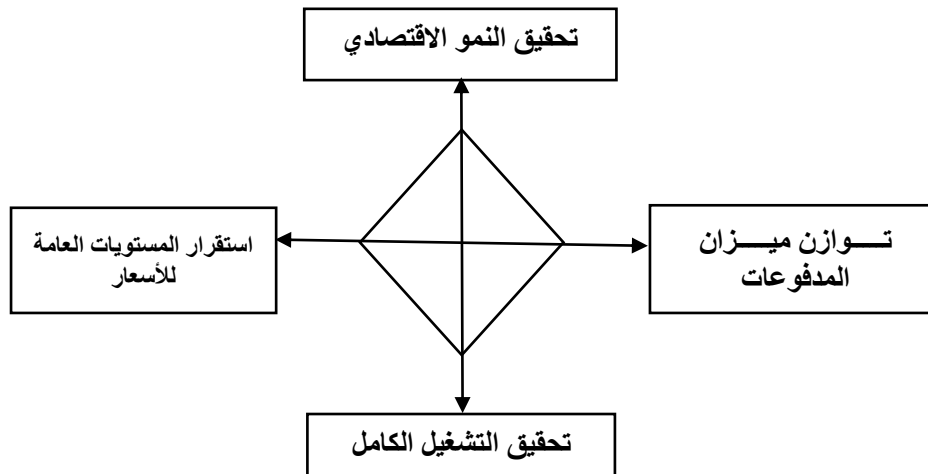 تحقيق النمو الاقتصادي
تـــوازن ميـــزان
المدفوعات
استقرار المستويات العامة
للأسعار
تحقيق التشغيل الكامل